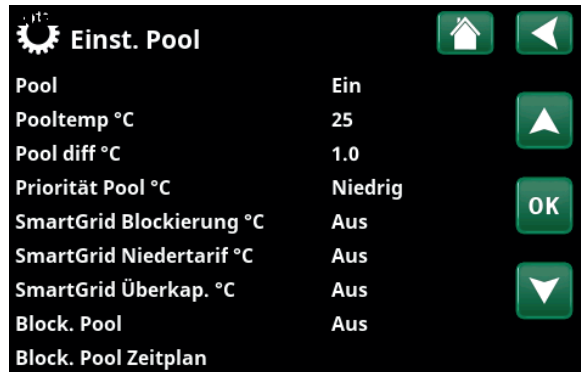 Einst. Pool
Pool Ein
Pooltemp °C 25
Pool diff °C 1.0
Priorität Pool °C Niedrig
SmartGrid Blockierung °C Aus
SmartGrid Niedertarif °C Aus
SmartGrid Überkap. °C Aus
Block. Pool Aus
Block. Pool Zeitplan
OK